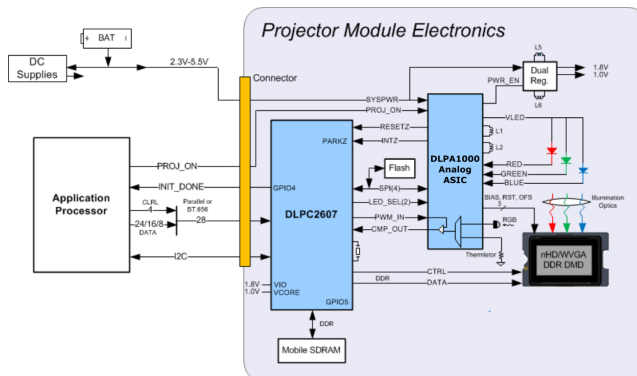 Projector Module Electronics
+ BAT -
DC
Supplies
2.3V-5.5V
Connector
L5
Dual
Reg.
L6
1.8V
1.0V
PWR_EN
SYSPWR
PROJ_ON
VLED
RESETZ
PARKZ
INTZ
L1
L2
DLPA1000
Analog
ASIC
RED
GREEN
BLUE
Flash
PROJ_ON
INIT_DONE
GPIO4
SPI(4)
LED_SEL(2)
BIAS, RST, OFS
3
Illumination
Optics
Application
Processor
CLRL
4
Parallel or
BT.656
28
24/16/8
DATA
DLPC2607
PWM_IN
CMP_OUT
RGB
Thermistor
I2C
nHD/WVGA
DDR DMD
CTRL
DDR
DATA
1.8V
VIO
1.0V
VCORE
GPIO5
DDR
Mobile SDRAM